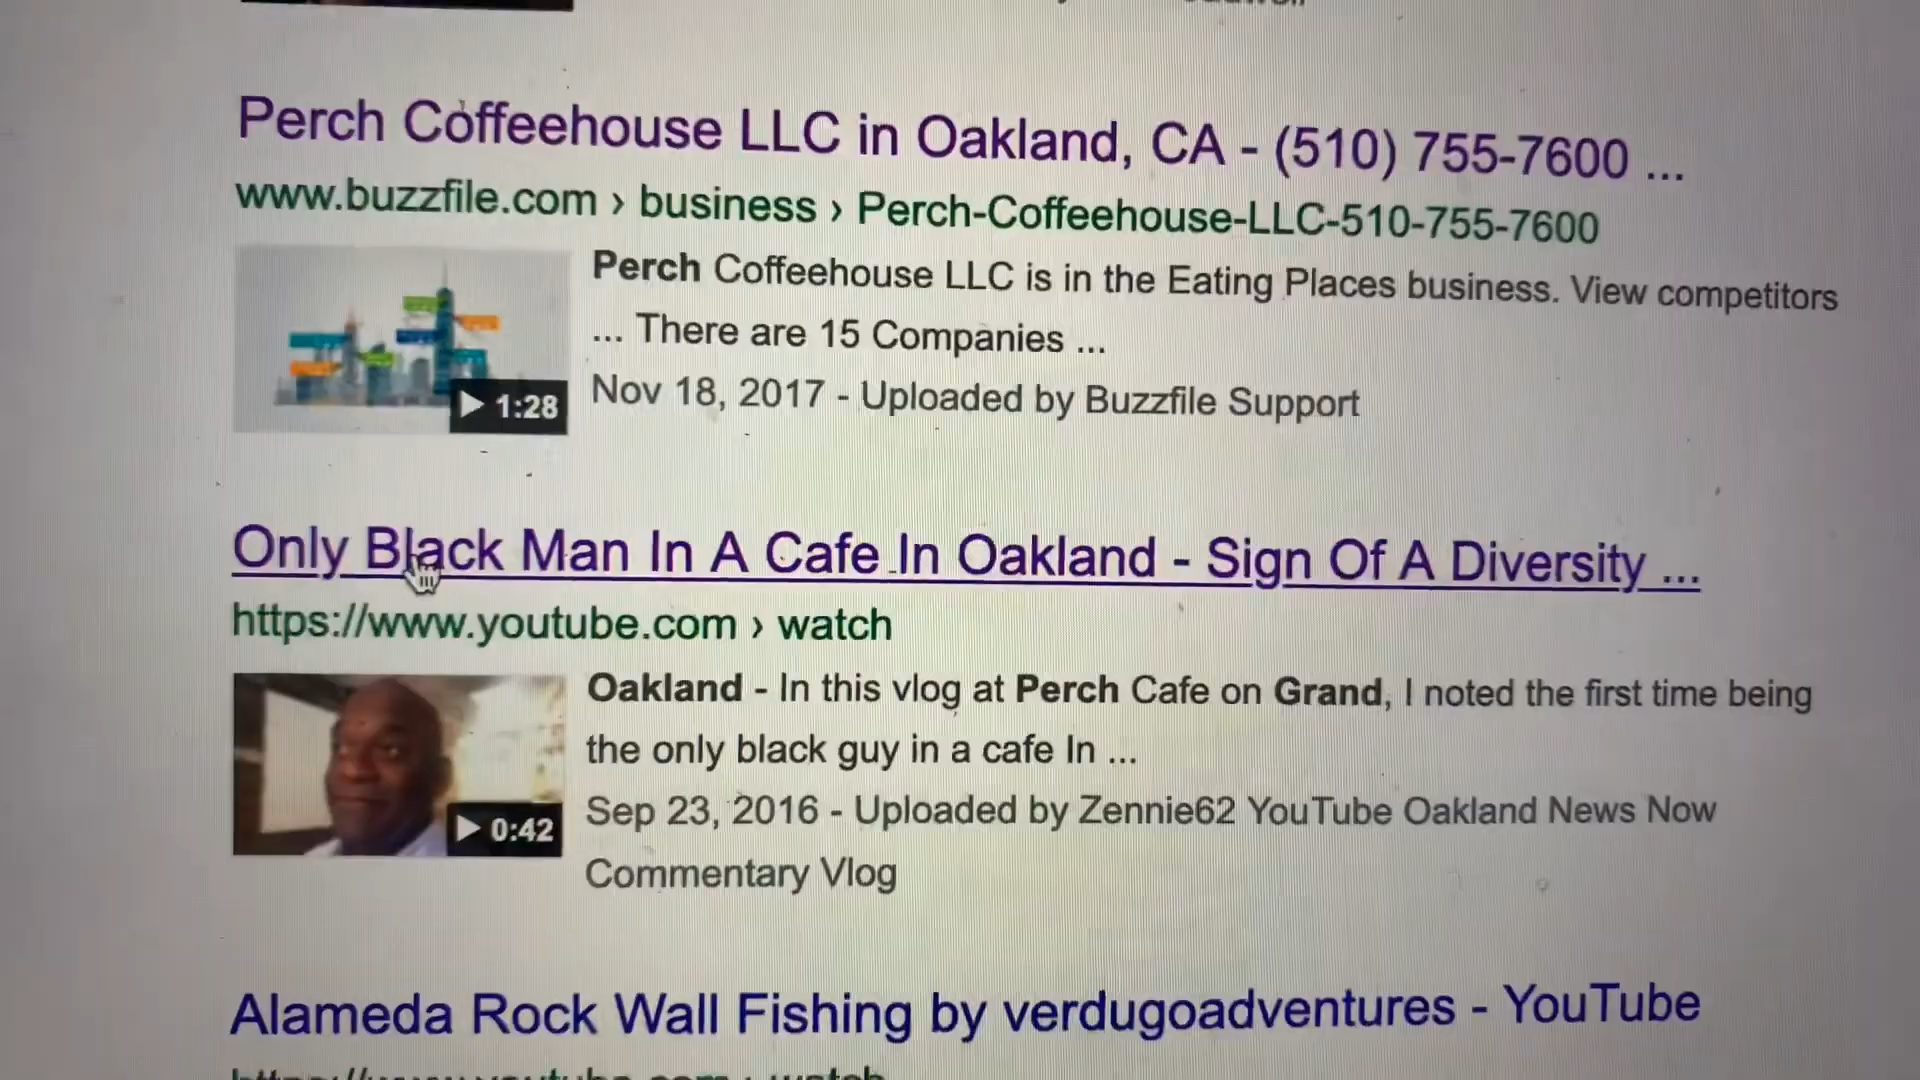 Perch Coffeehouse LLC in Oakland, CA - (510) 755-7600 ...
www.buzzfile.com › business › Perch-Coffeehouse-LLC-510-755-7600
Perch Coffeehouse LLC is in the Eating Places business. View competitors
... There are 15 Companies ...
1:28
Nov 18, 2017 - Uploaded by Buzzfile Support
Only Black Man In A Cafe In Oakland - Sign Of A Diversity ...
https://www.youtube.com › watch
Oakland - In this vlog at Perch Cafe on Grand, I noted the first time being
the only black guy in a cafe In ...
0:42
Sep 23, 2016 - Uploaded by Zennie62 YouTube Oakland News Now
Commentary Vlog
Alameda Rock Wall Fishing by verdugoadventures - YouTube
https://www.youtube.com › watch